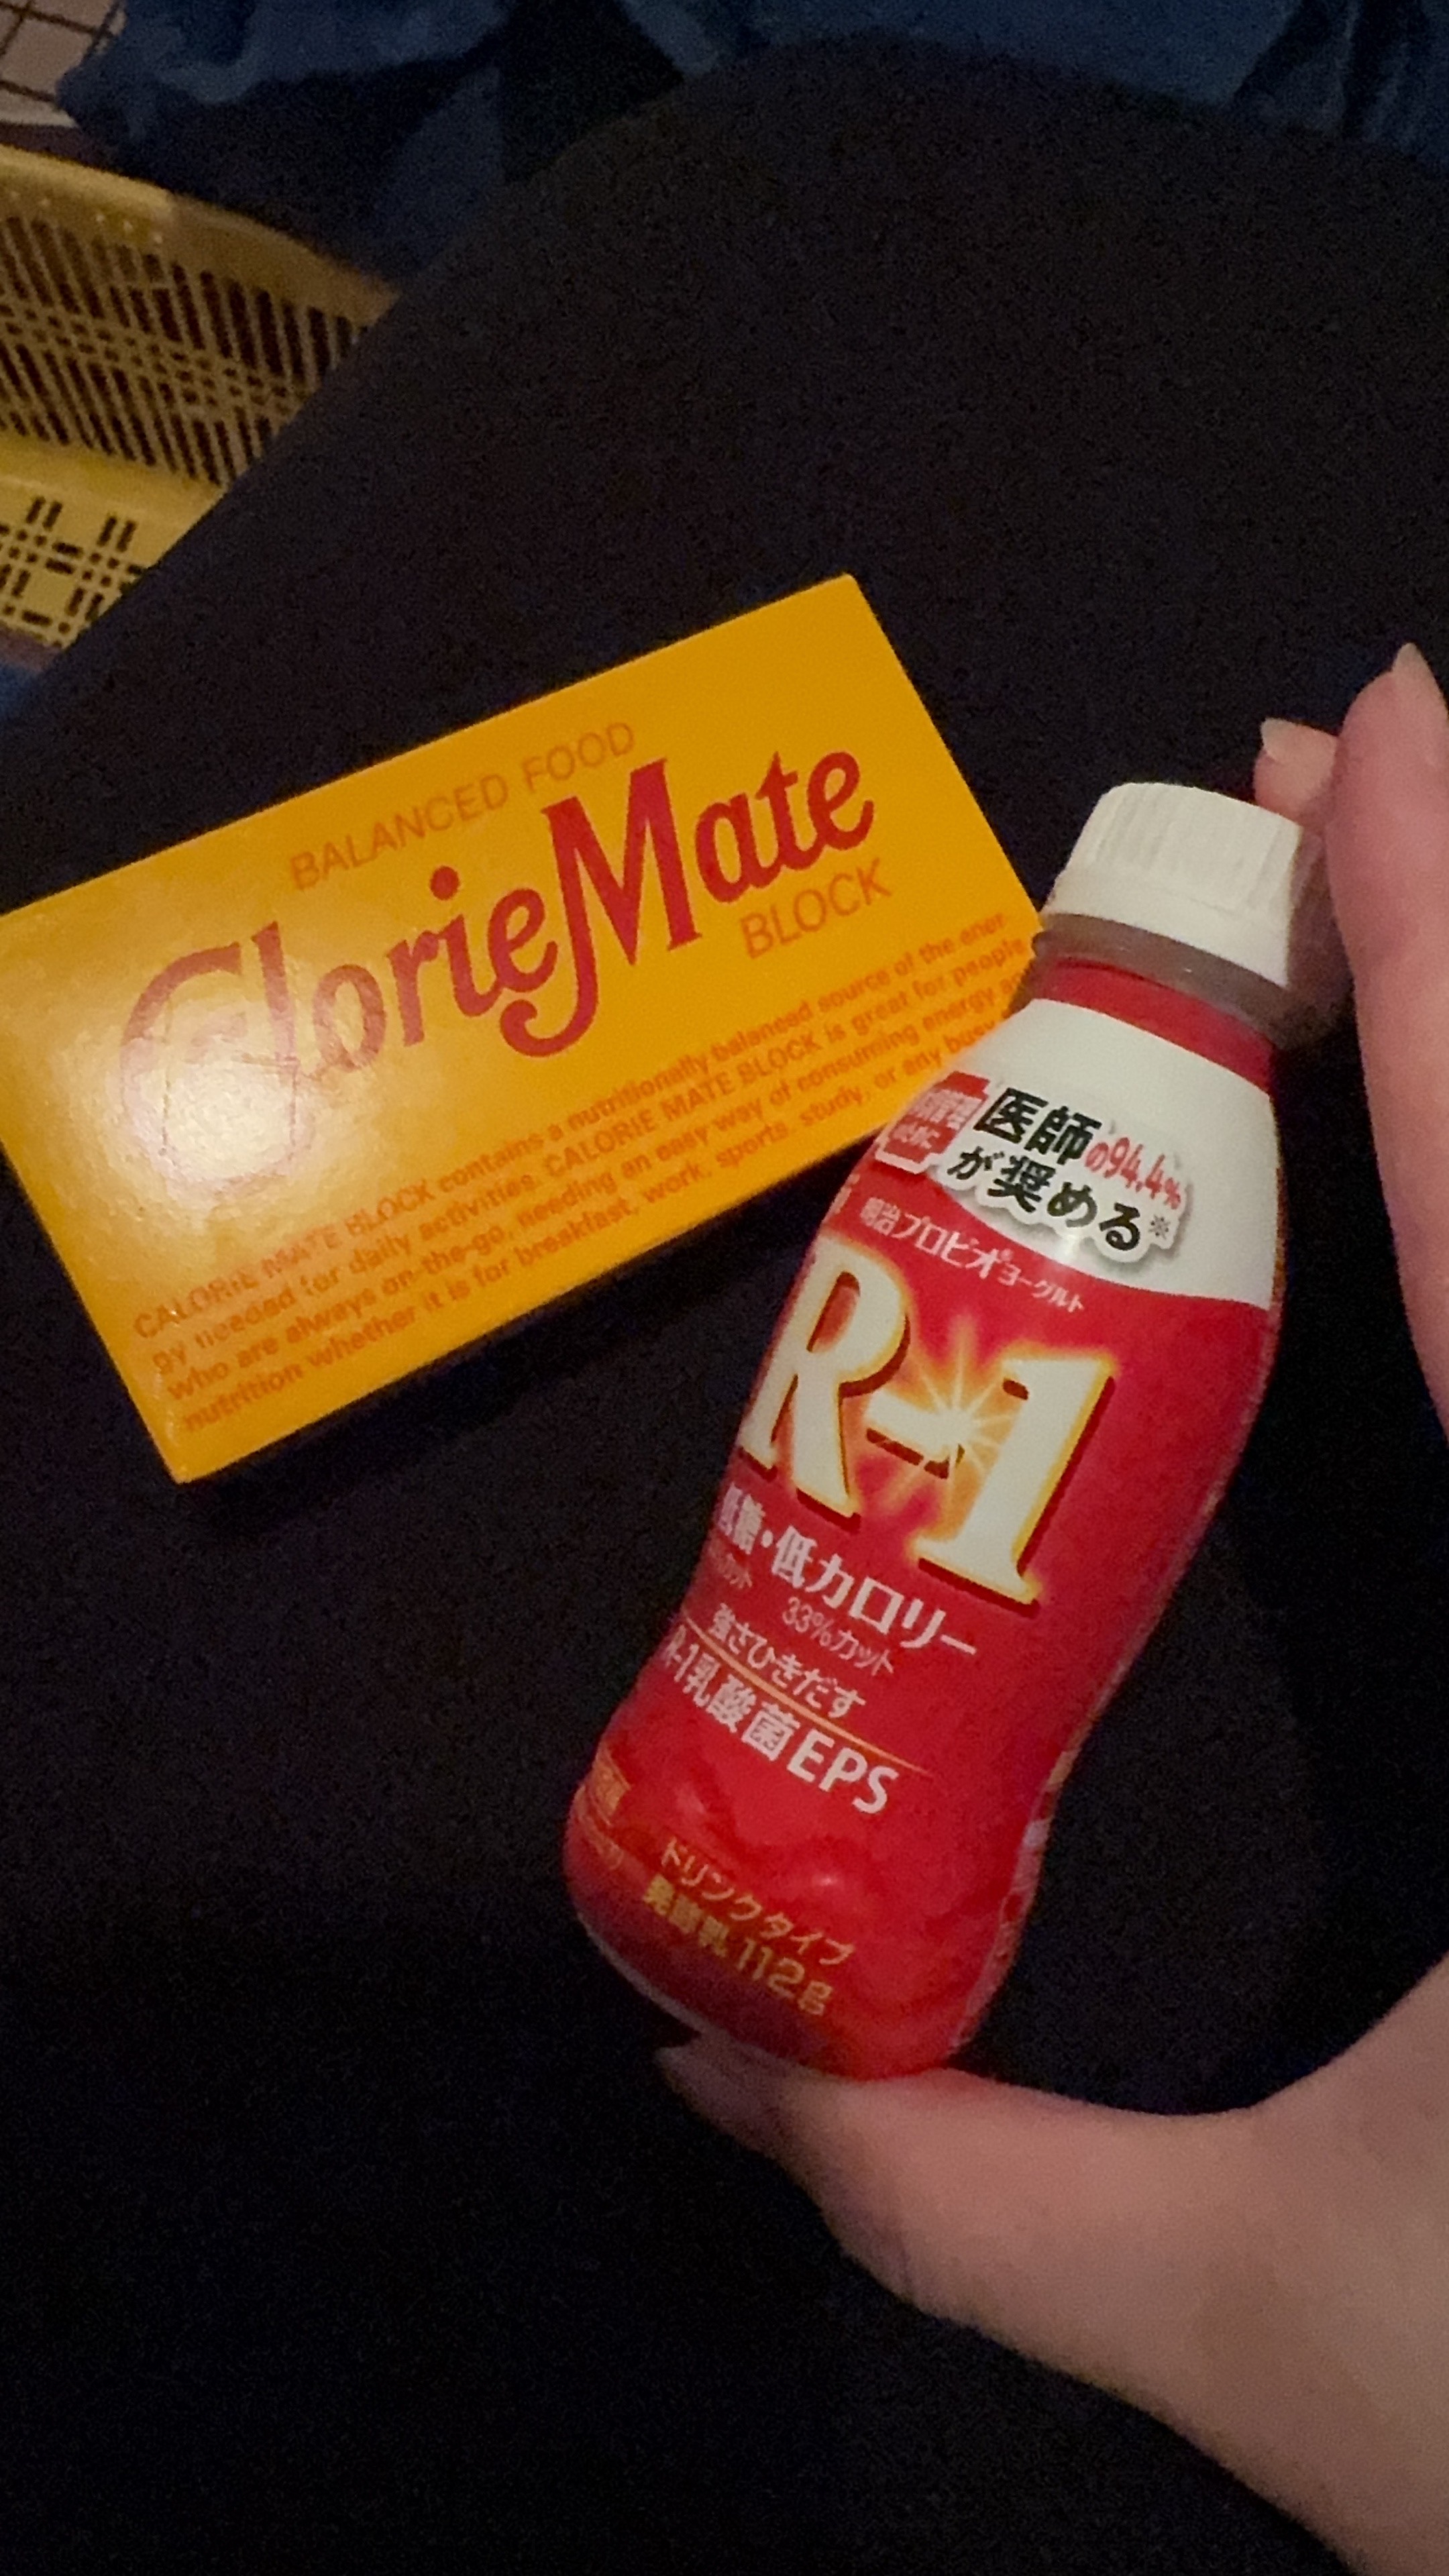 BALANCED FOOD
CalorieMate
BLOCK
CALORIE MATE BLOCK contains a nutritionally balanced source of the ener-
gy needed for daily activities. CALORIE MATE BLOCK is great for people
who are always on-the-go, needing an easy way of consuming energy
nutrition whether it is for breakfast, work, sports, study, or any busy
医師の94.4%
が奨める※
明治プロビオヨーグルト
R-1
低糖・低カロリー
カット 33%カット
強さひきだす
R-1乳酸菌EPS
ドリンクタイプ
発酵乳 112g